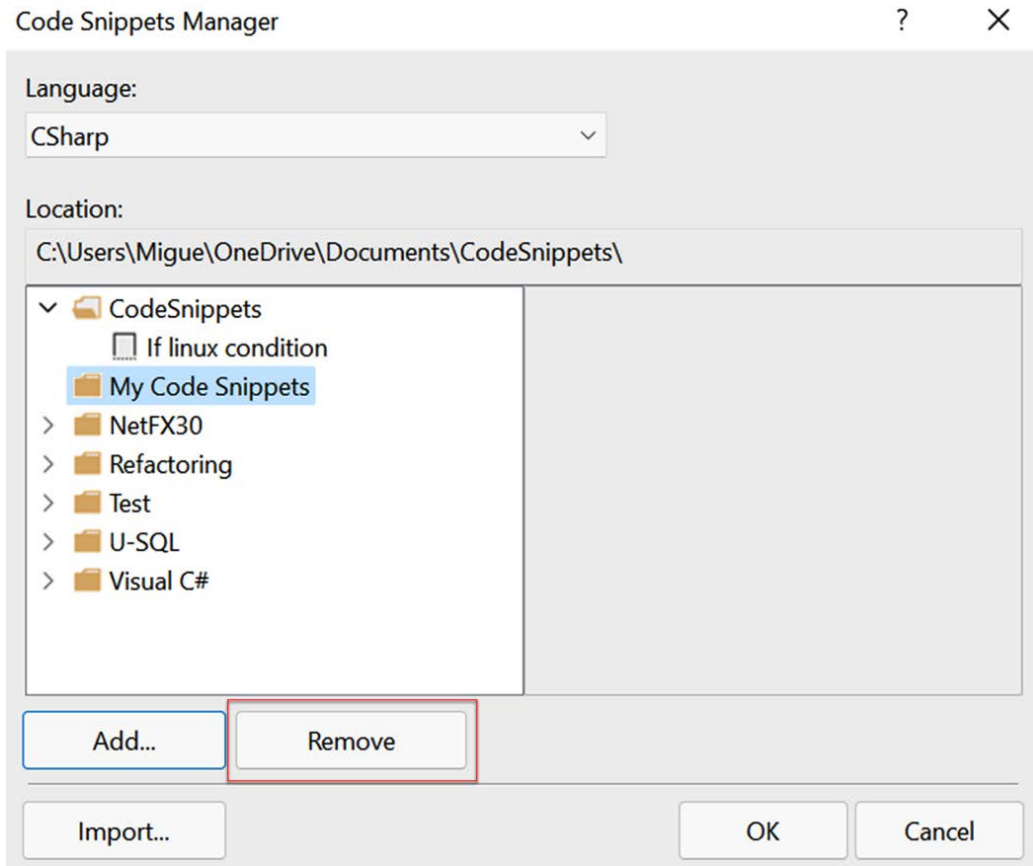 Code Snippets Manager ?
Language:
CSharp
Location:
C:\Users\Migue\OneDrive\Documents\CodeSnippets\
CodeSnippets
If linux condition
My Code Snippets
NetFX30
Refactoring
Test
U-SQL
Visual C#
Add... Remove
Import... OK Cancel